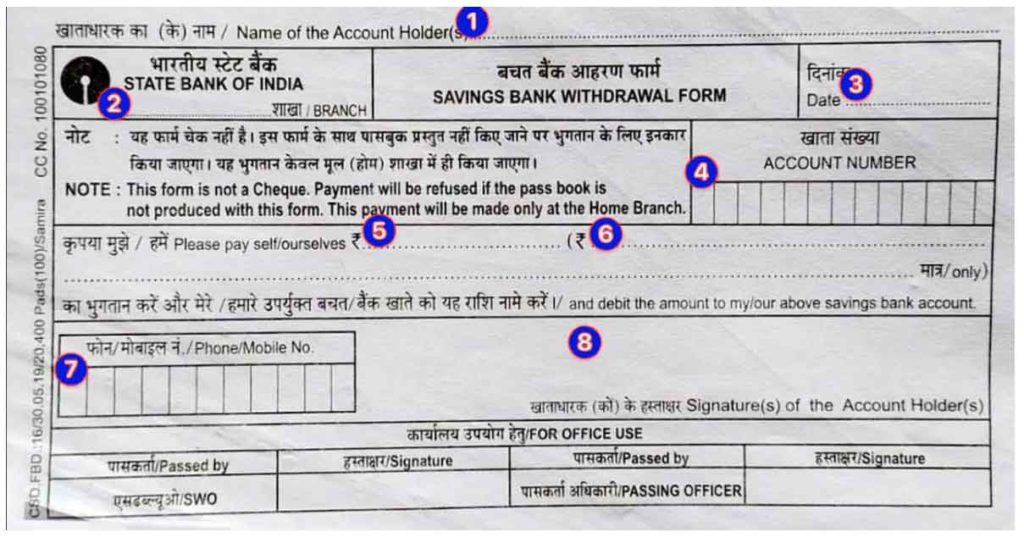 खाताधारक का (के) नाम / Name of the Account Holder(s)
1
भारतीय स्टेट बैंक
STATE BANK OF INDIA
2
शाखा / BRANCH
बचत बैंक आहरण फार्म
SAVINGS BANK WITHDRAWAL FORM
दिनांक
3
Date
नोट : यह फार्म चेक नहीं है। इस फार्म के साथ पासबुक प्रस्तुत नहीं किए जाने पर भुगतान के लिए इनकार
किया जाएगा। यह भुगतान केवल मूल (होम) शाखा में ही किया जाएगा।
NOTE : This form is not a Cheque. Payment will be refused if the pass book is
not produced with this form. This payment will be made only at the Home Branch.
खाता संख्या
ACCOUNT NUMBER
4
कृपया मुझे / हमें Please pay self/ourselves ₹ 5 (₹ 6
मात्र/only)
का भुगतान करें और मेरे /हमारे उपर्युक्त बचत/बैंक खाते को यह राशि नामे करें।/ and debit the amount to my/our above savings bank account.
फोन/मोबाइल नं./Phone/Mobile No.
7
8
खाताधारक (कों) के हस्ताक्षर Signature(s) of the Account Holder(s)
कार्यालय उपयोग हेतु/FOR OFFICE USE
पासकर्ता/Passed by हस्ताक्षर/Signature पासकर्ता/Passed by हस्ताक्षर/Signature
एसडब्ल्यूओ/SWO पासकर्ता अधिकारी/PASSING OFFICER
CSD.FBD.:16/30.05.19/20,400 Pads(100)/Samira CC No. 100101080